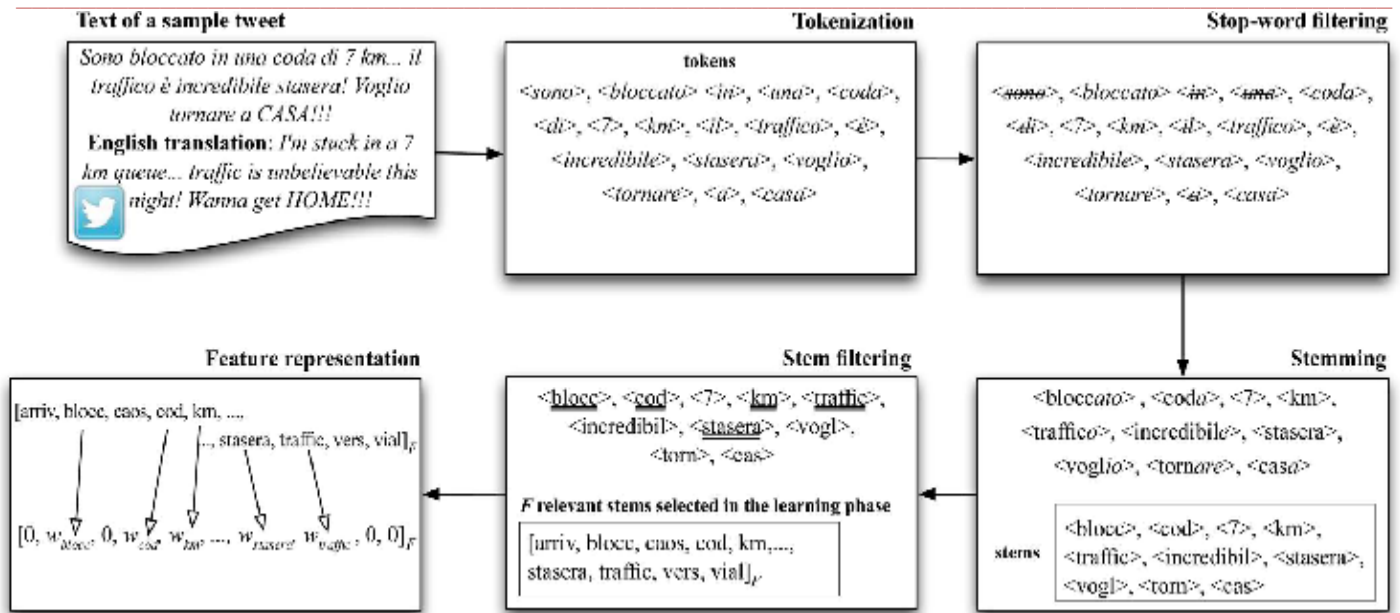 Text of a sample tweet
Sono bloccato in una coda di 7 km... il
traffico è incredibile stasera! Voglio
tornare a CASA!!!
English translation: I'm stuck in a 7
km queue... traffic is unbelievable this
night! Wanna get HOME!!!
Tokenization
tokens
<sono>, <bloccato> <in>, <una>, <coda>,
<di>, <7>, <km>, <il>, <traffico>, <è>,
<incredibile>, <stasera>, <voglio>,
<tornare>, <a>, <casa>
Stop-word filtering
<sono>, <bloccato> <in>, <una>, <coda>,
<di>, <7>, <km>, <il>, <traffico>, <è>,
<incredibile>, <stasera>, <voglio>,
<tornare>, <a>, <casa>
Stemming
<bloccato>, <coda>, <7>, <km>,
<traffico>, <incredibile>, <stasera>,
<voglio>, <tornare>, <casa>
stems
<blocc>, <cod>, <7>, <km>,
<traffic>, <incredibil>, <stasera>,
<vogl>, <torn>, <cas>
Stem filtering
<blocc>, <cod>, <7>, <km>, <traffic>,
<incredibil>, <stasera>, <vogl>,
<torn>, <cas>
F relevant stems selected in the learning phase
[arriv, blocc, caos, cod, km,...,
stasera, traffic, vers, vial]F
Feature representation
[arriv, blocc, caos, cod, km, ...,
..., stasera, traffic, vers, vial]F
[0, wblocc, 0, wcod, wkm, ..., wstasera, wtraffic, 0, 0]F